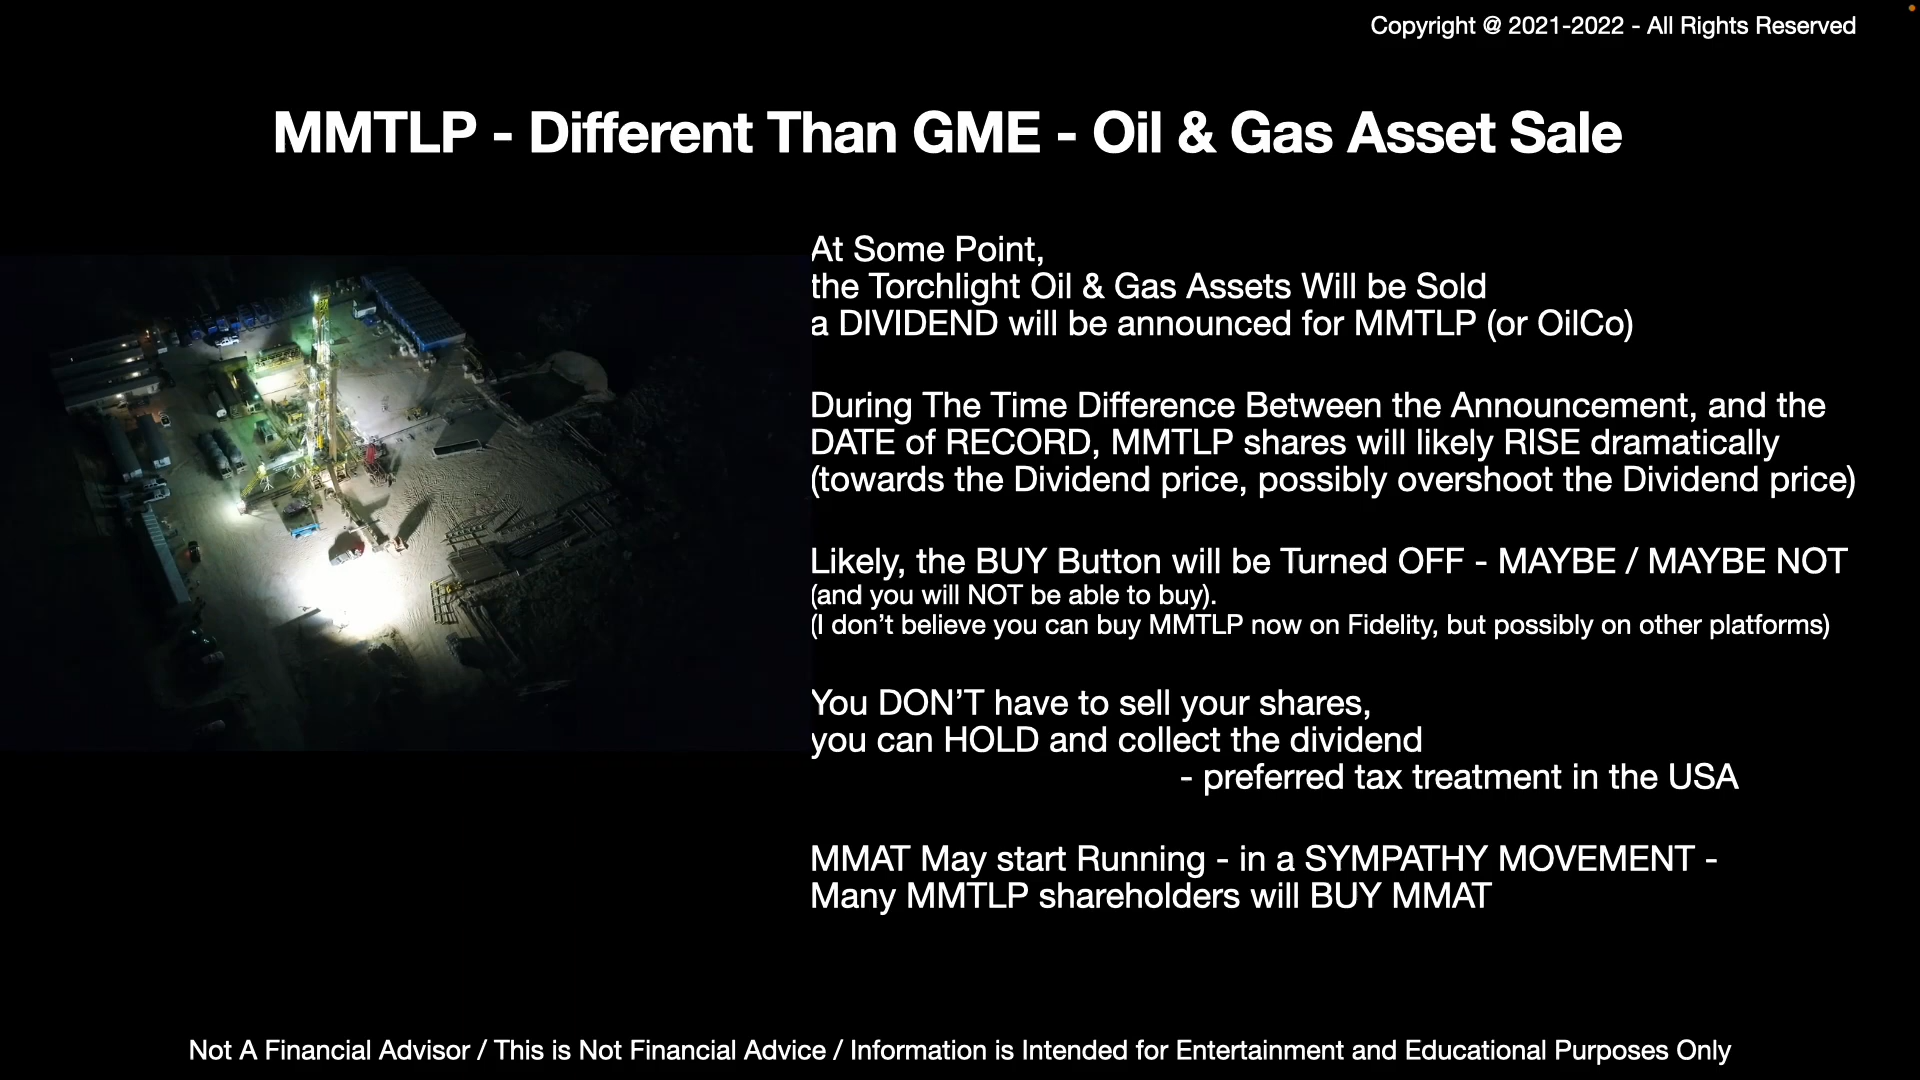 Copyright @ 2021-2022 - All Rights Reserved
MMTLP - Different Than GME - Oil & Gas Asset Sale
At Some Point,
the Torchlight Oil & Gas Assets Will be Sold
a DIVIDEND will be announced for MMTLP (or OilCo)
During The Time Difference Between the Announcement, and the
DATE of RECORD, MMTLP shares will likely RISE dramatically
(towards the Dividend price, possibly overshoot the Dividend price)
Likely, the BUY Button will be Turned OFF - MAYBE / MAYBE NOT
(and you will NOT be able to buy).
(I don’t believe you can buy MMTLP now on Fidelity, but possibly on other platforms)
You DON’T have to sell your shares,
you can HOLD and collect the dividend
- preferred tax treatment in the USA
MMAT May start Running - in a SYMPATHY MOVEMENT -
Many MMTLP shareholders will BUY MMAT
Not A Financial Advisor / This is Not Financial Advice / Information is Intended for Entertainment and Educational Purposes Only